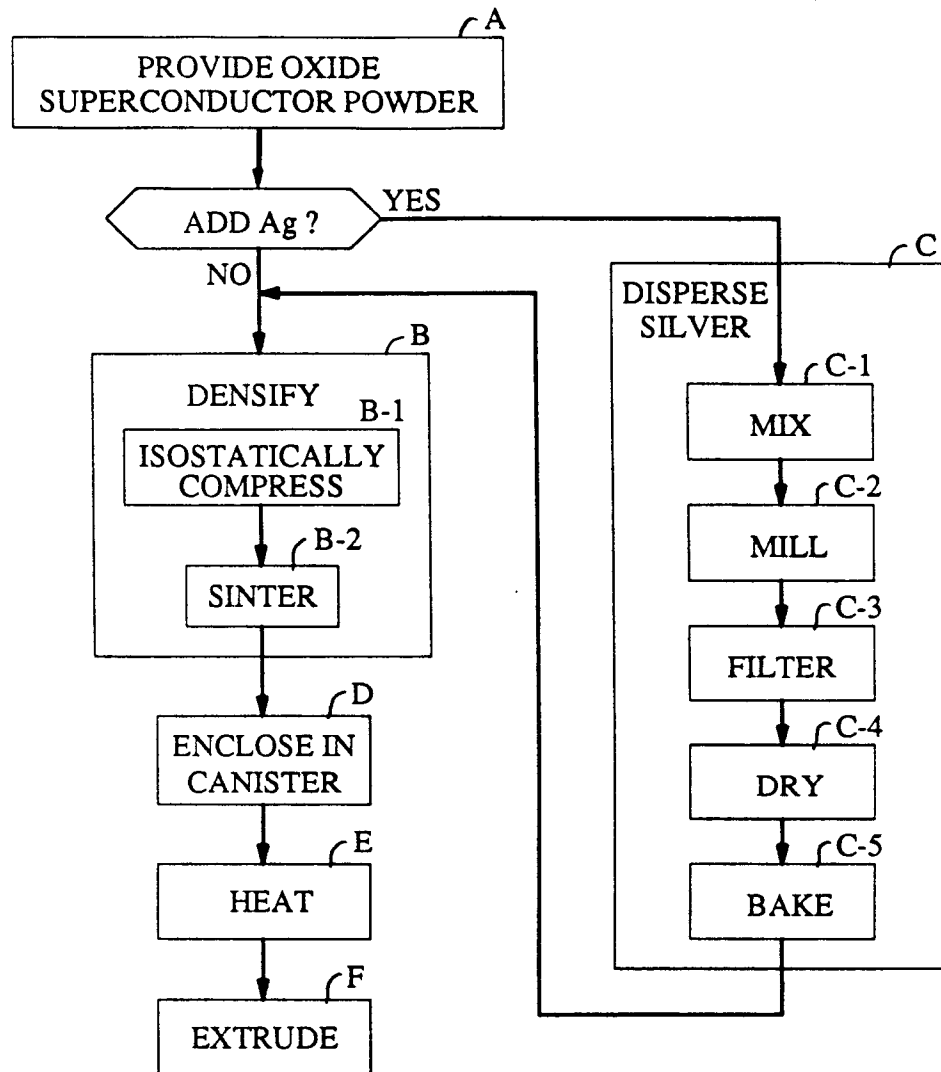 A
PROVIDE OXIDE
SUPERCONDUCTOR POWDER
ADD Ag ?
YES
NO
B
DENSIFY
B-1
ISOSTATICALLY
COMPRESS
B-2
SINTER
D
ENCLOSE IN
CANISTER
E
HEAT
F
EXTRUDE
C
DISPERSE
SILVER
C-1
MIX
C-2
MILL
C-3
FILTER
C-4
DRY
C-5
BAKE